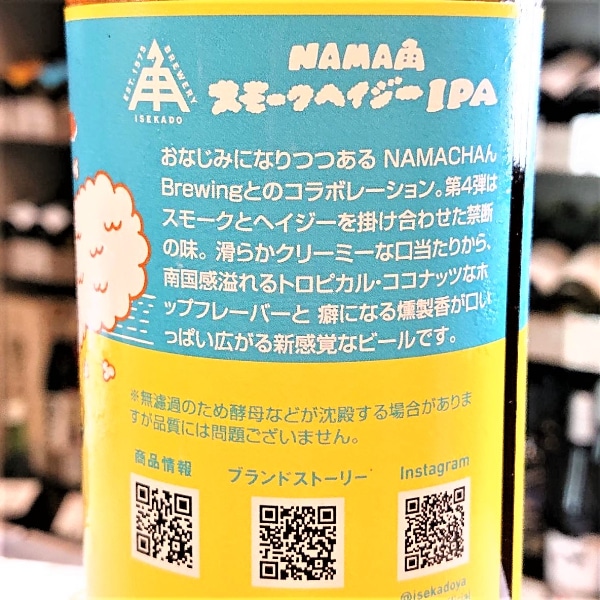 EST. 1575 BREWERY
ISEKADO
NAMA角
スモークヘイジーIPA
おなじみになりつつある NAMACHAん
Brewingとのコラボレーション。第4弾は
スモークとヘイジーを掛け合わせた禁断
の味。滑らかクリーミーな口当たりから、
南国感溢れるトロピカル・ココナッツなホ
ップフレーバーと 癖になる燻製香が口い
っぱい広がる新感覚なビールです。
※無濾過のため酵母などが沈殿する場合がありま
すが品質には問題ございません。
商品情報
ブランドストーリー
Instagram
@isekadoya